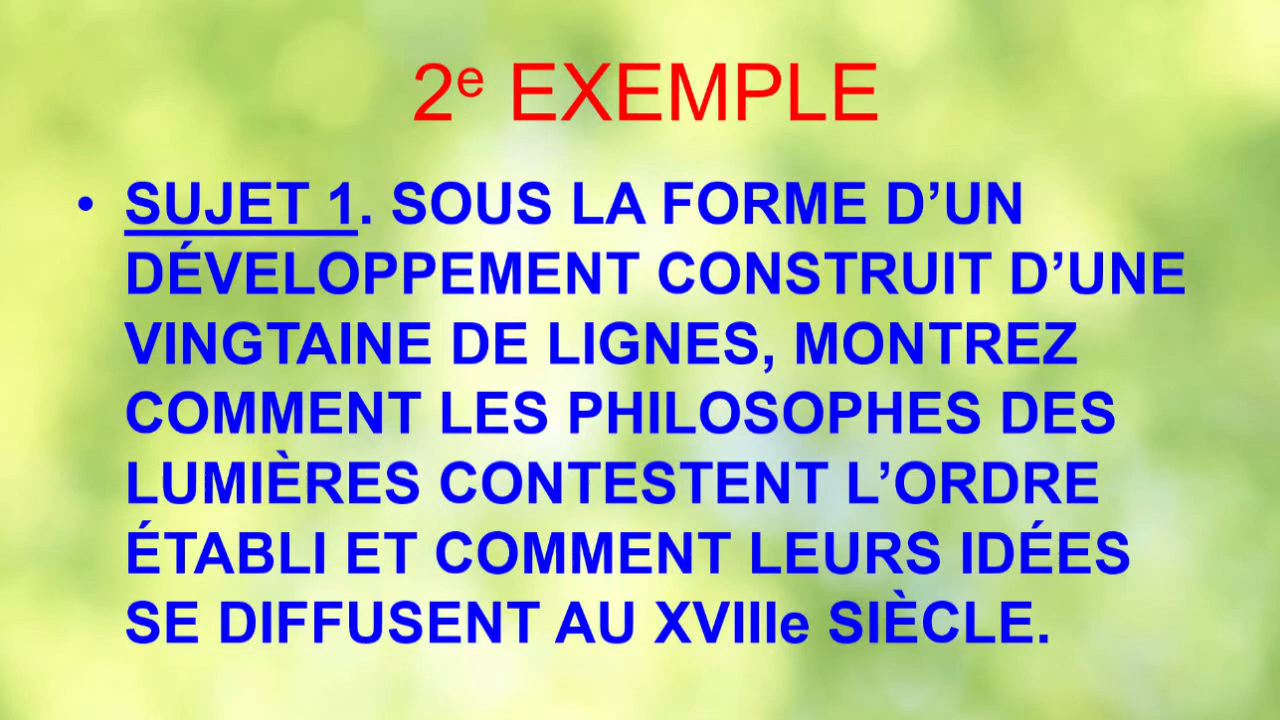 2e EXEMPLE
• SUJET 1. SOUS LA FORME D’UN
DÉVELOPPEMENT CONSTRUIT D’UNE
VINGTAINE DE LIGNES, MONTREZ
COMMENT LES PHILOSOPHES DES
LUMIÈRES CONTESTENT L’ORDRE
ÉTABLI ET COMMENT LEURS IDÉES
SE DIFFUSENT AU XVIIIe SIÈCLE.